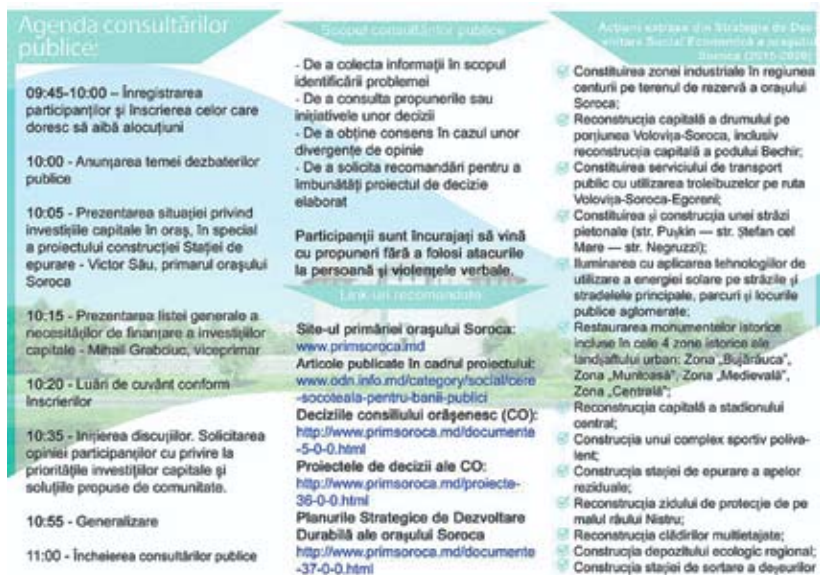 Agenda consultărilor
publice:
09:45-10:00 – Înregistrarea
participanților și înscrierea celor care
doresc să aibă alocuțiuni
10:00 - Anunțarea temei dezbaterilor
publice
10:05 - Prezentarea situației privind
investițiile capitale în oraș, în special
a proiectului construcției Stației de
epurare - Victor Său, primarul orașului
Soroca
10:15 - Prezentarea listei generale a
necesităților de finanțare a investițiilor
capitale - Mihail Grabciuc, viceprimar
10:20 - Luări de cuvânt conform
înscrierilor
10:35 - Inițierea discuțiilor. Solicitarea
opiniei participanților cu privire la
prioritățile investițiilor capitale și
soluțiile propuse de comunitate.
10:55 - Generalizare
11:00 - Încheierea consultărilor publice
Scopul consultărilor publice
- De a colecta informații în scopul
identificării problemei
- De a consulta propunerile sau
inițiativele unor decizii
- De a obține consens în cazul unor
divergențe de opinie
- De a solicita recomandări pentru a
îmbunătăți proiectul de decizie
elaborat
Participanții sunt încurajați să vină
cu propuneri fără a folosi atacurile
la persoană și violențele verbale.
Link-uri recomandate
Site-ul primăriei orașului Soroca:
www.primsoroca.md
Articole publicate în cadrul proiectului:
www.odn.info.md/category/social/cere
-socoteala-pentru-banii-publici
Deciziile consiliului orășenesc (CO):
http://www.primsoroca.md/documente
-5-0-0.html
Proiectele de decizii ale CO:
http://www.primsoroca.md/proiecte-
36-0-0.html
Planurile Strategice de Dezvoltare
Durabilă ale orașului Soroca
http://www.primsoroca.md/documente
-37-0-0.html
Acțiuni extrase din Strategie de Dez-
voltare Social Economică a orașului
Soroca (2015-2020)
Constituirea zonei industriale în regiunea
centurii pe terenul de rezervă a orașului
Soroca;
Reconstrucția capitală a drumului pe
porțiunea Volovița-Soroca, inclusiv
reconstrucția capitală a podului Bechir;
Constituirea serviciului de transport
public cu utilizarea troleibuzelor pe ruta
Volovița-Soroca-Egoreni;
Constituirea și construcția unei străzi
pietonale (str. Pușkin — str. Ștefan cel
Mare — str. Negruzzi);
Iluminarea cu aplicarea tehnologiilor de
utilizare a energiei solare pe străzile și
stradelele principale, parcuri și locurile
publice aglomerate;
Restaurarea monumentelor istorice
incluse în cele 4 zone istorice ale
landșaftului urban: Zona „Bujărăuca”,
Zona „Muntoasă”, Zona „Medievală”,
Zona „Centrală”;
Reconstrucția capitală a stadionului
central;
Construcția unui complex sportiv poliva-
lent;
Construcția stației de epurare a apelor
reziduale;
Reconstrucția zidului de protecție de pe
malul râului Nistru;
Reconstrucția clădirilor multietajate;
Construcția depozitului ecologic regional;
Construcția stației de sortare a deșeurilor